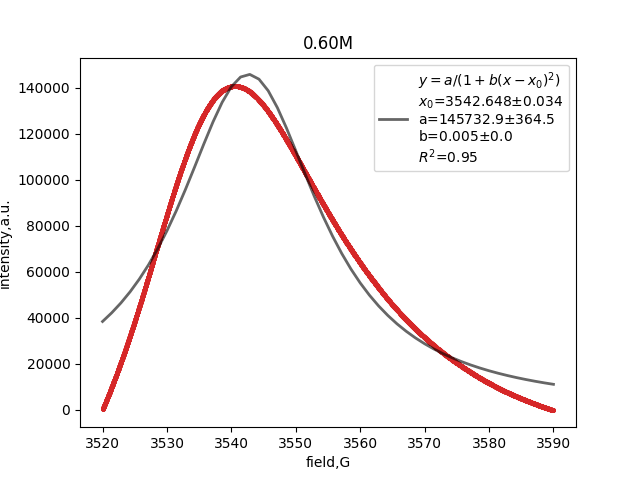 0.60M
y = a/(1 + b(x − x₀)²)
x₀=3542.648±0.034
a=145732.9±364.5
b=0.005±0.0
R²=0.95
intensity,a.u.
140000
120000
100000
80000
60000
40000
20000
0
3520 3530 3540 3550 3560 3570 3580 3590
field,G